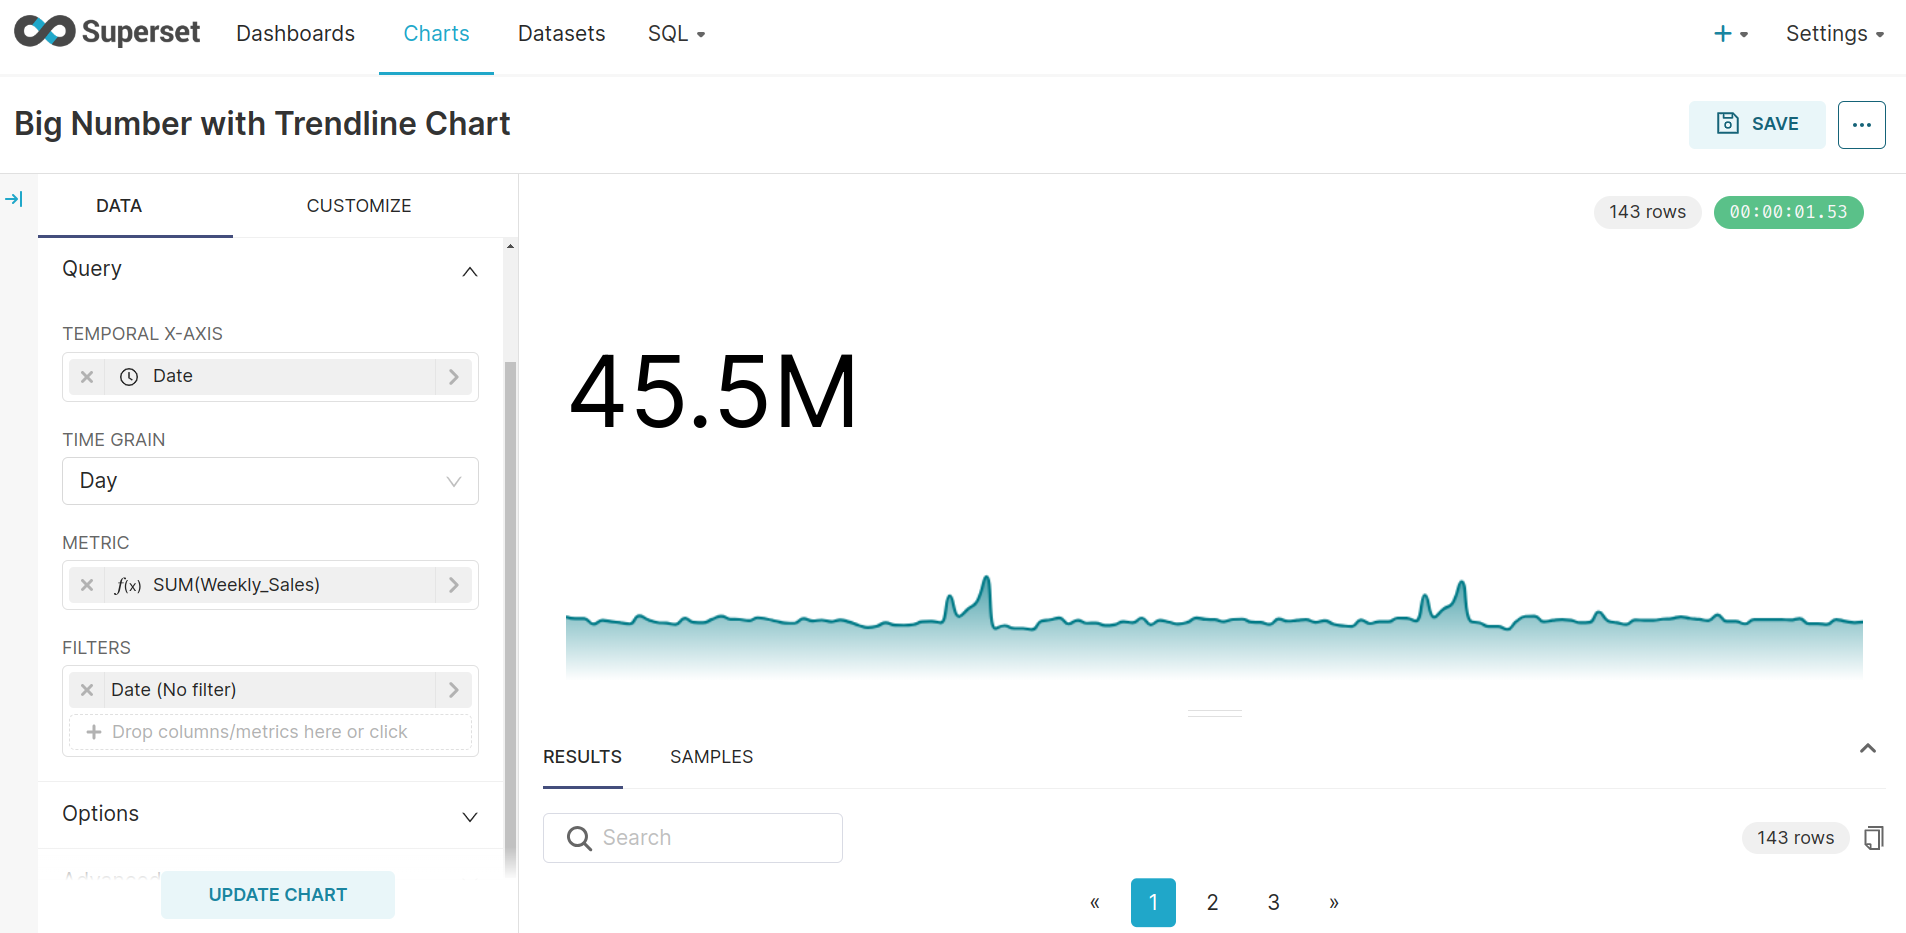 Superset Dashboards Charts Datasets SQL + Settings
Big Number with Trendline Chart
SAVE ...
DATA CUSTOMIZE
143 rows 00:00:01.53
Query
TEMPORAL X-AXIS
Date
TIME GRAIN
Day
METRIC
f(x) SUM(Weekly_Sales)
FILTERS
Date (No filter)
+ Drop columns/metrics here or click
Options
Advanced
UPDATE CHART
45.5M
RESULTS SAMPLES
Search
143 rows
« 1 2 3 »